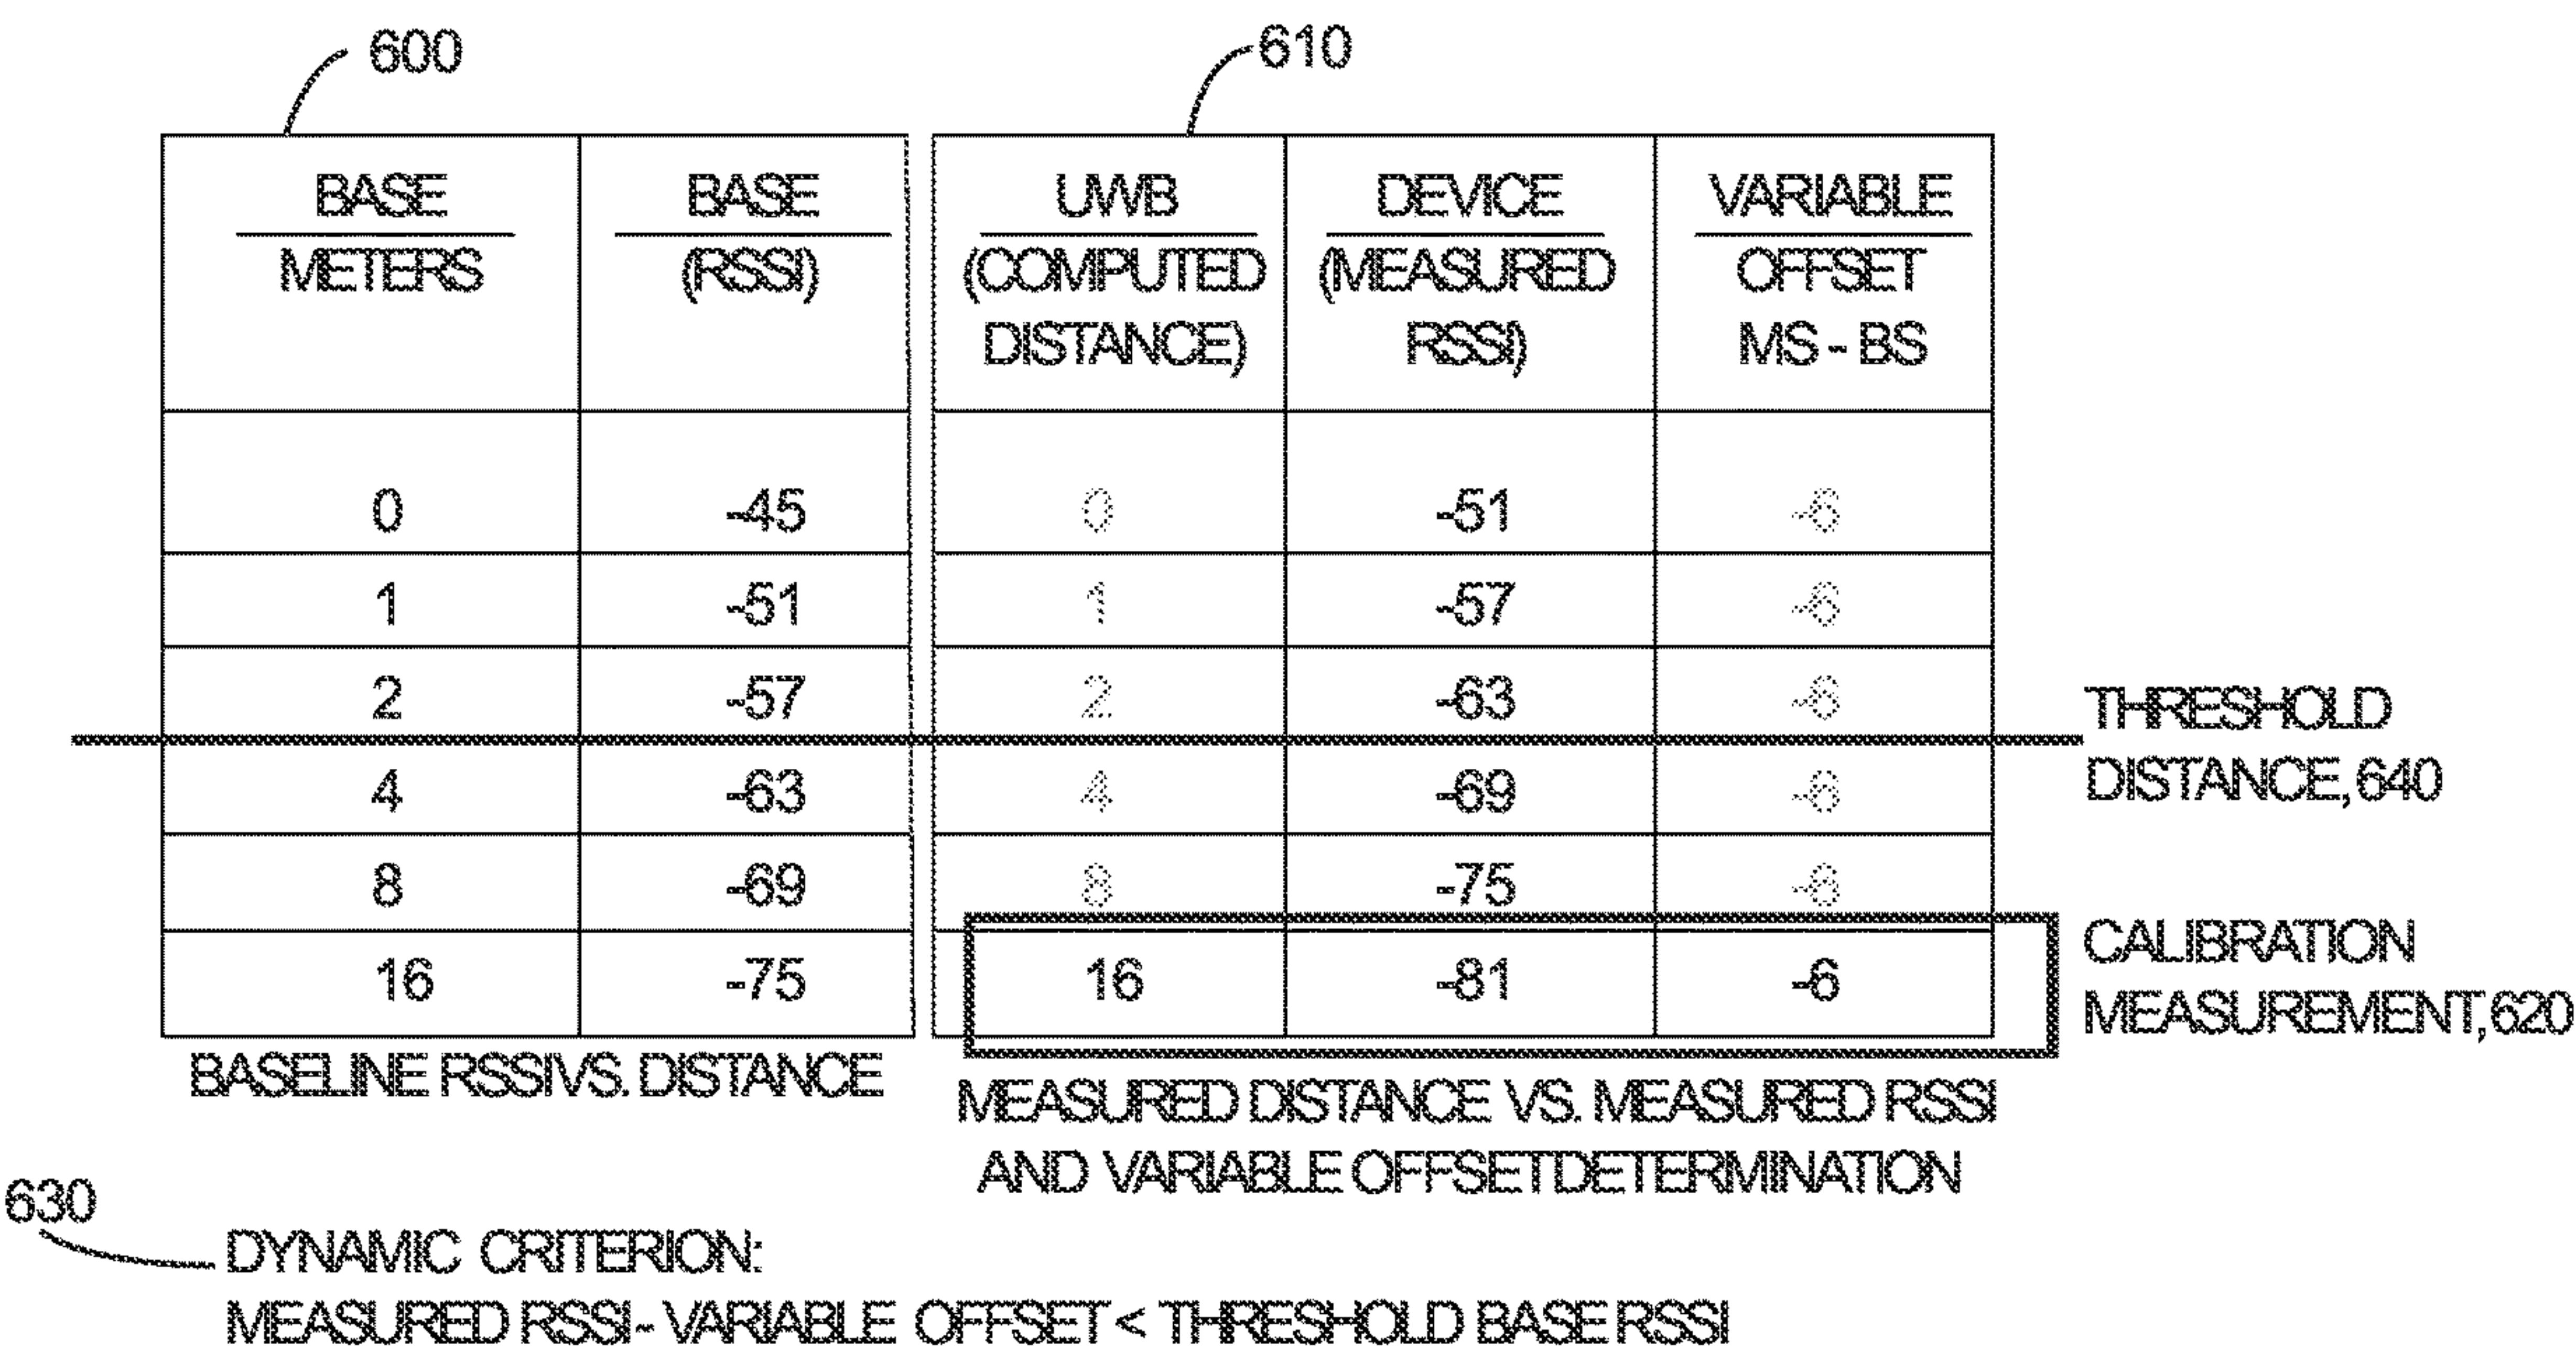 600
610
BASE BASE UWB DEVICE VARIABLE
METERS (RSSI) (COMPUTED (MEASURED OFFSET
DISTANCE) RSSI) MS - BS
0 -45 0 -51 -6
1 -51 1 -57 -6
2 -57 2 -63 -6
THRESHOLD
DISTANCE, 640
4 -63 4 -69 -6
8 -69 8 -75 -6
16 -75 16 -81 -6
CALIBRATION
MEASUREMENT, 620
BASELINE RSSI VS. DISTANCE
MEASURED DISTANCE VS. MEASURED RSSI
AND VARIABLE OFFSET DETERMINATION
630
DYNAMIC CRITERION:
MEASURED RSSI - VARIABLE OFFSET < THRESHOLD BASE RSSI